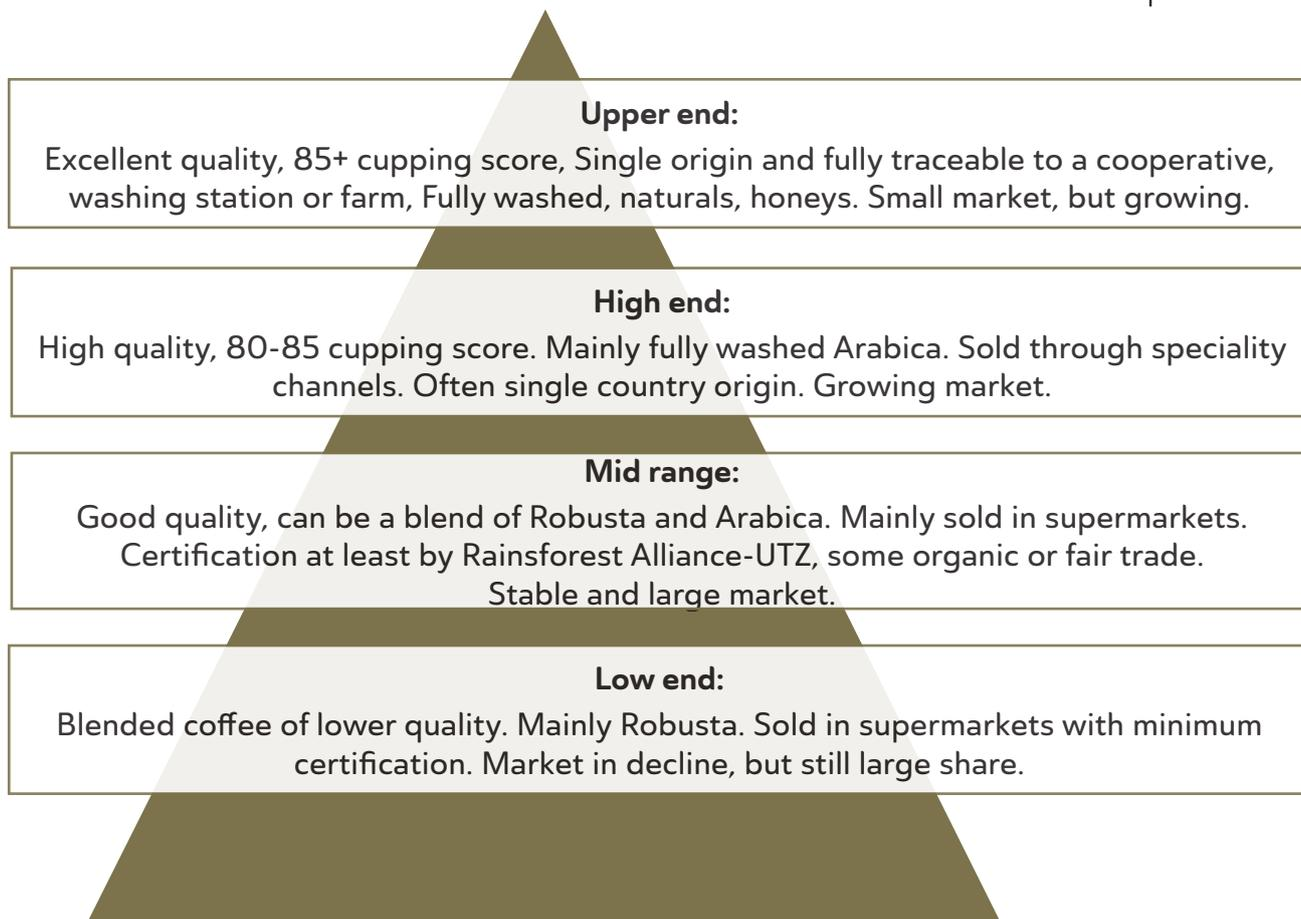 Upper end:
Excellent quality, 85+ cupping score, Single origin and fully traceable to a cooperative,
washing station or farm, Fully washed, naturals, honeys. Small market, but growing.
High end:
High quality, 80-85 cupping score. Mainly fully washed Arabica. Sold through speciality
channels. Often single country origin. Growing market.
Mid range:
Good quality, can be a blend of Robusta and Arabica. Mainly sold in supermarkets.
Certification at least by Rainsforest Alliance-UTZ, some organic or fair trade.
Stable and large market.
Low end:
Blended coffee of lower quality. Mainly Robusta. Sold in supermarkets with minimum
certification. Market in decline, but still large share.